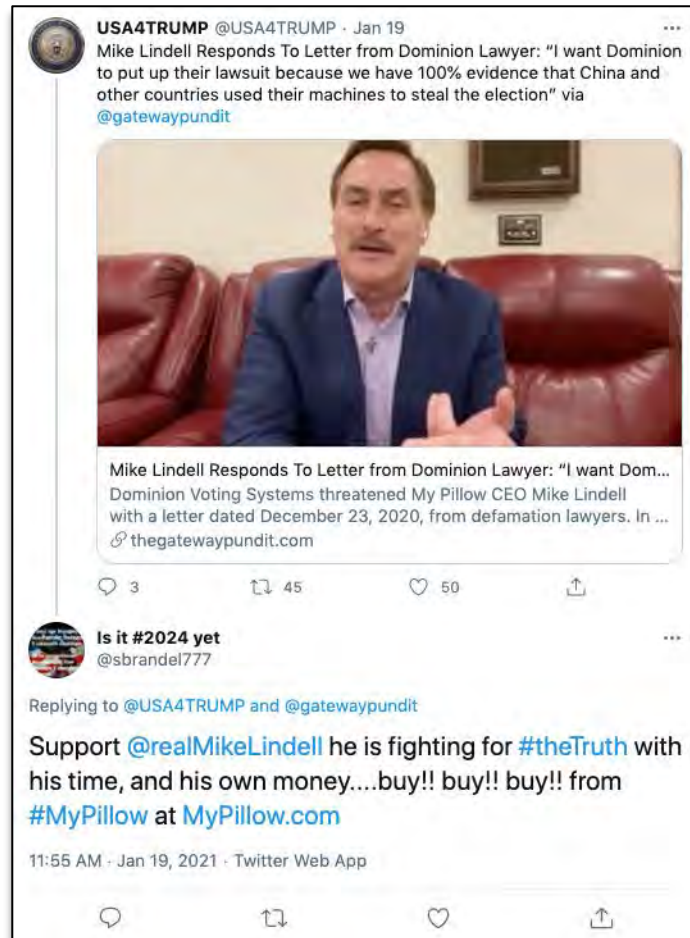 USA4TRUMP @USA4TRUMP · Jan 19
Mike Lindell Responds To Letter from Dominion Lawyer: “I want Dominion
to put up their lawsuit because we have 100% evidence that China and
other countries used their machines to steal the election” via
@gatewaypundit
Mike Lindell Responds To Letter from Dominion Lawyer: “I want Dom...
Dominion Voting Systems threatened My Pillow CEO Mike Lindell
with a letter dated December 23, 2020, from defamation lawyers. In ...
thegatewaypundit.com
3 45 50
Is it #2024 yet
@sbrandel777
Replying to @USA4TRUMP and @gatewaypundit
Support @realMikeLindell he is fighting for #theTruth with
his time, and his own money....buy!! buy!! buy!! from
#MyPillow at MyPillow.com
11:55 AM · Jan 19, 2021 · Twitter Web App